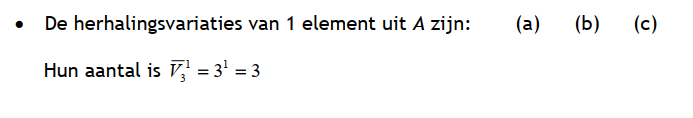 • De herhalingsvariaties van 1 element uit A zijn: (a) (b) (c)
Hun aantal is V̅₃¹ = 3¹ = 3